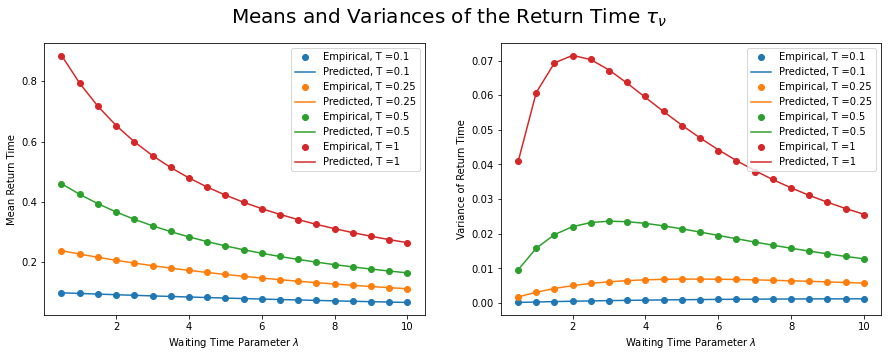 Means and Variances of the Return Time τ_ν
Mean Return Time
0.8
0.6
0.4
0.2
Empirical, T =0.1
Predicted, T =0.1
Empirical, T =0.25
Predicted, T =0.25
Empirical, T =0.5
Predicted, T =0.5
Empirical, T =1
Predicted, T =1
2 4 6 8 10
Waiting Time Parameter λ
Variance of Return Time
0.07
0.06
0.05
0.04
0.03
0.02
0.01
0.00
Empirical, T =0.1
Predicted, T =0.1
Empirical, T =0.25
Predicted, T =0.25
Empirical, T =0.5
Predicted, T =0.5
Empirical, T =1
Predicted, T =1
2 4 6 8 10
Waiting Time Parameter λ